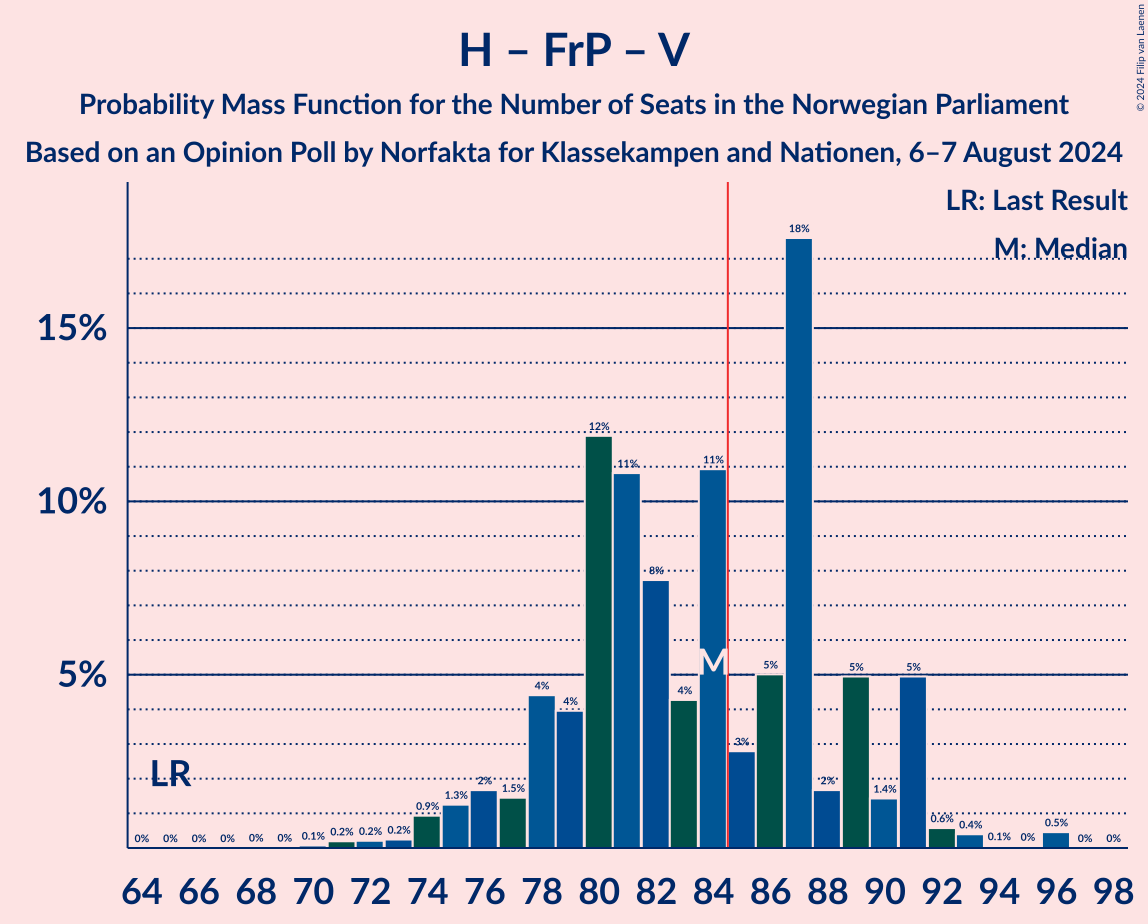 H – FrP – V
Probability Mass Function for the Number of Seats in the Norwegian Parliament
Based on an Opinion Poll by Norfakta for Klassekampen and Nationen, 6–7 August 2024
© 2024 Filip van Laenen
LR: Last Result
M: Median
15%
10%
5%
LR
M
0% 0% 0% 0% 0% 0% 0.1% 0.2% 0.2% 0.2% 0.9% 1.3% 2% 1.5% 4% 4% 12% 11% 8% 4% 11% 3% 5% 18% 2% 5% 1.4% 5% 0.6% 0.4% 0.1% 0% 0.5% 0% 0%
64 66 68 70 72 74 76 78 80 82 84 86 88 90 92 94 96 98